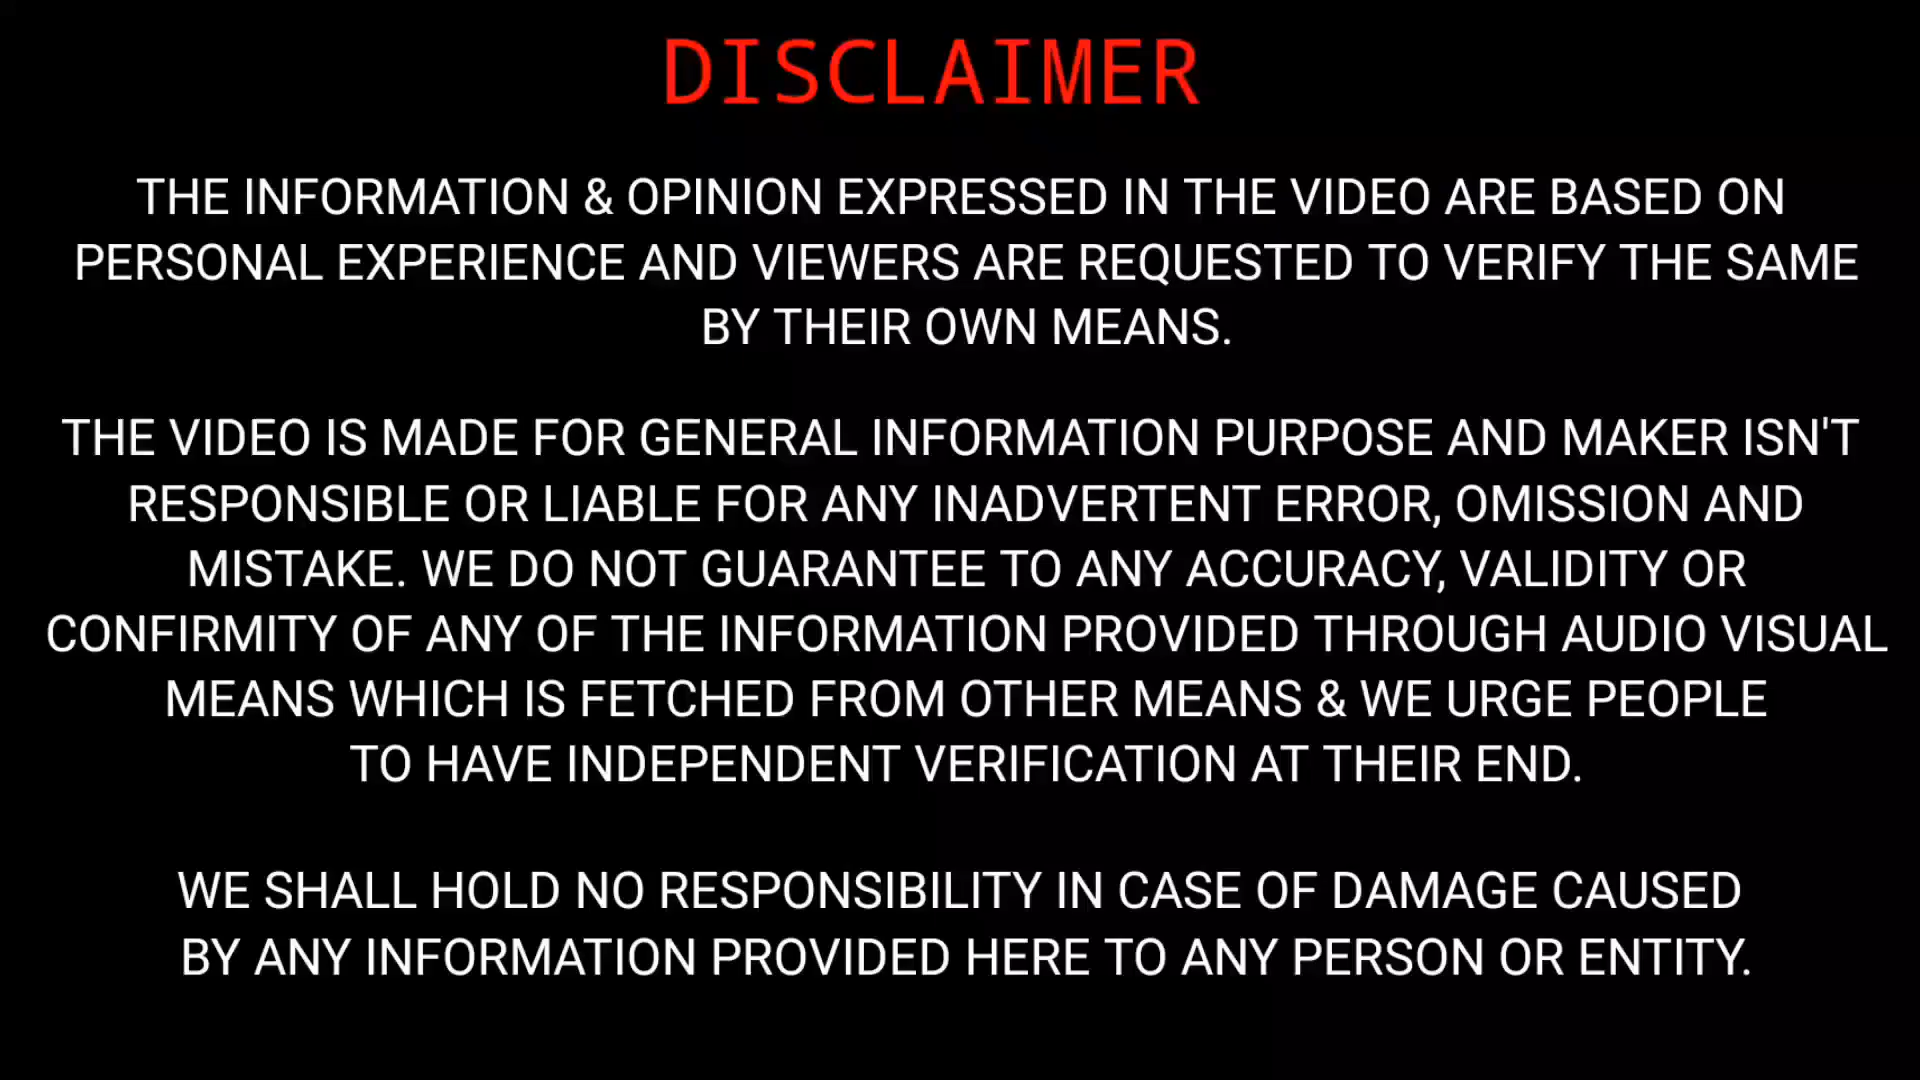 DISCLAIMER
THE INFORMATION & OPINION EXPRESSED IN THE VIDEO ARE BASED ON
PERSONAL EXPERIENCE AND VIEWERS ARE REQUESTED TO VERIFY THE SAME
BY THEIR OWN MEANS.
THE VIDEO IS MADE FOR GENERAL INFORMATION PURPOSE AND MAKER ISN'T
RESPONSIBLE OR LIABLE FOR ANY INADVERTENT ERROR, OMISSION AND
MISTAKE. WE DO NOT GUARANTEE TO ANY ACCURACY, VALIDITY OR
CONFIRMITY OF ANY OF THE INFORMATION PROVIDED THROUGH AUDIO VISUAL
MEANS WHICH IS FETCHED FROM OTHER MEANS & WE URGE PEOPLE
TO HAVE INDEPENDENT VERIFICATION AT THEIR END.
WE SHALL HOLD NO RESPONSIBILITY IN CASE OF DAMAGE CAUSED
BY ANY INFORMATION PROVIDED HERE TO ANY PERSON OR ENTITY.